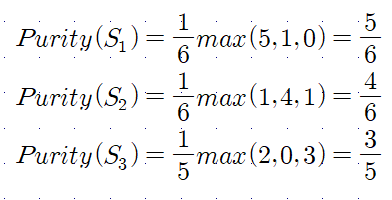 Purity(S₁) = 1/6 max(5,1,0) = 5/6
Purity(S₂) = 1/6 max(1,4,1) = 4/6
Purity(S₃) = 1/5 max(2,0,3) = 3/5